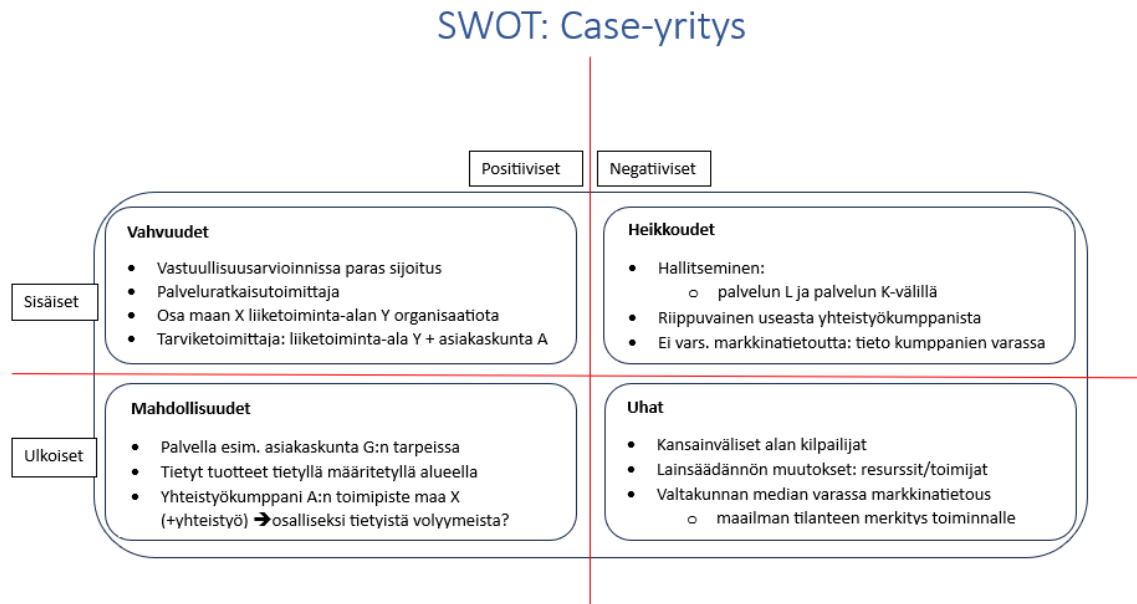 SWOT: Case-yritys
Positiiviset
Negatiiviset
Sisäiset
Vahvuudet
• Vastuullisuusarvioinnissa paras sijoitus
• Palveluratkaisutoimittaja
• Osa maan X liiketoiminta-alan Y organisaatiota
• Tarviketoimittaja: liiketoiminta-ala Y + asiakaskunta A
Heikkoudet
• Hallitseminen:
o palvelun L ja palvelun K-välillä
• Riippuvainen useasta yhteistyökumppanista
• Ei vars. markkinatietoutta: tieto kumppanien varassa
Ulkoiset
Mahdollisuudet
• Palvella esim. asiakaskunta G:n tarpeissa
• Tietyt tuotteet tietyllä määritetyllä alueella
• Yhteistyökumppani A:n toimipiste maa X
(+yhteistyö) ➔osalliseksi tietyistä volyymeista?
Uhat
• Kansainväliset alan kilpailijat
• Lainsäädännön muutokset: resurssit/toimijat
• Valtakunnan median varassa markkinatietous
o maailman tilanteen merkitys toiminnalle